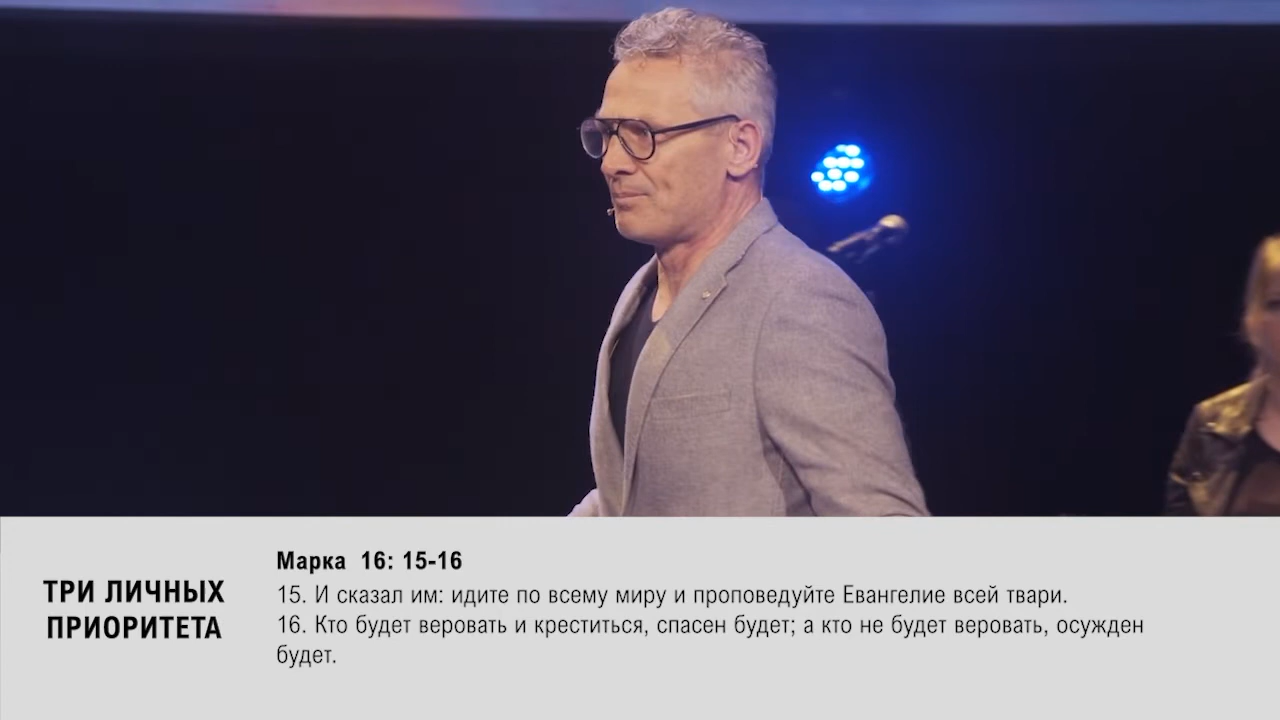 ТРИ ЛИЧНЫХ
ПРИОРИТЕТА
Марка 16: 15-16
15. И сказал им: идите по всему миру и проповедуйте Евангелие всей твари.
16. Кто будет веровать и креститься, спасен будет; а кто не будет веровать, осужден
будет.